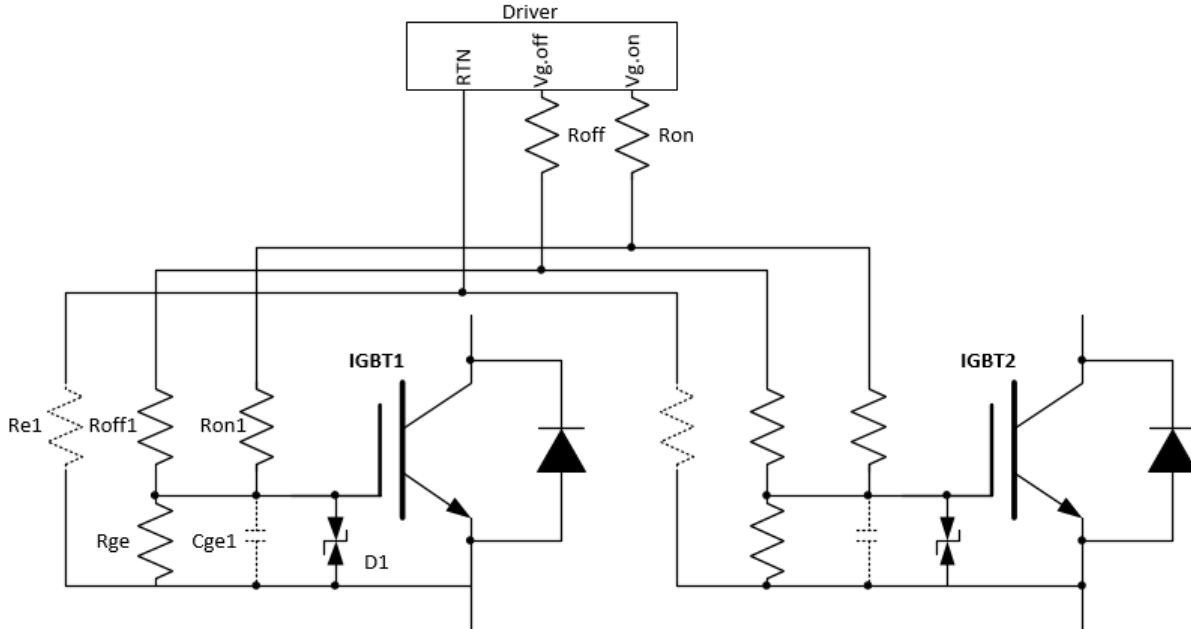 Driver
RTN
Vg.off
Vg.on
Roff
Ron
IGBT1
IGBT2
Re1
Roff1
Ron1
Rge
Cge1
D1